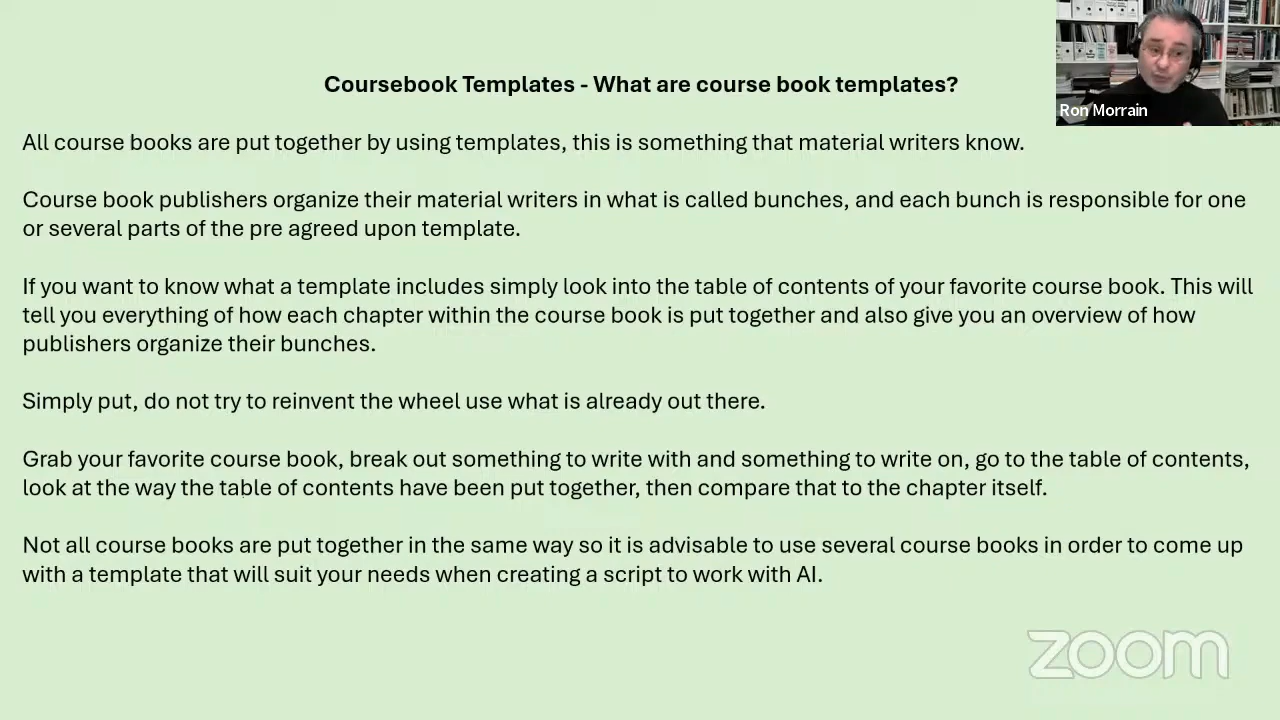 Coursebook Templates - What are course book templates?
Ron Morrain
All course books are put together by using templates, this is something that material writers know.
Course book publishers organize their material writers in what is called bunches, and each bunch is responsible for one
or several parts of the pre agreed upon template.
If you want to know what a template includes simply look into the table of contents of your favorite course book. This will
tell you everything of how each chapter within the course book is put together and also give you an overview of how
publishers organize their bunches.
Simply put, do not try to reinvent the wheel use what is already out there.
Grab your favorite course book, break out something to write with and something to write on, go to the table of contents,
look at the way the table of contents have been put together, then compare that to the chapter itself.
Not all course books are put together in the same way so it is advisable to use several course books in order to come up
with a template that will suit your needs when creating a script to work with AI.
zoom